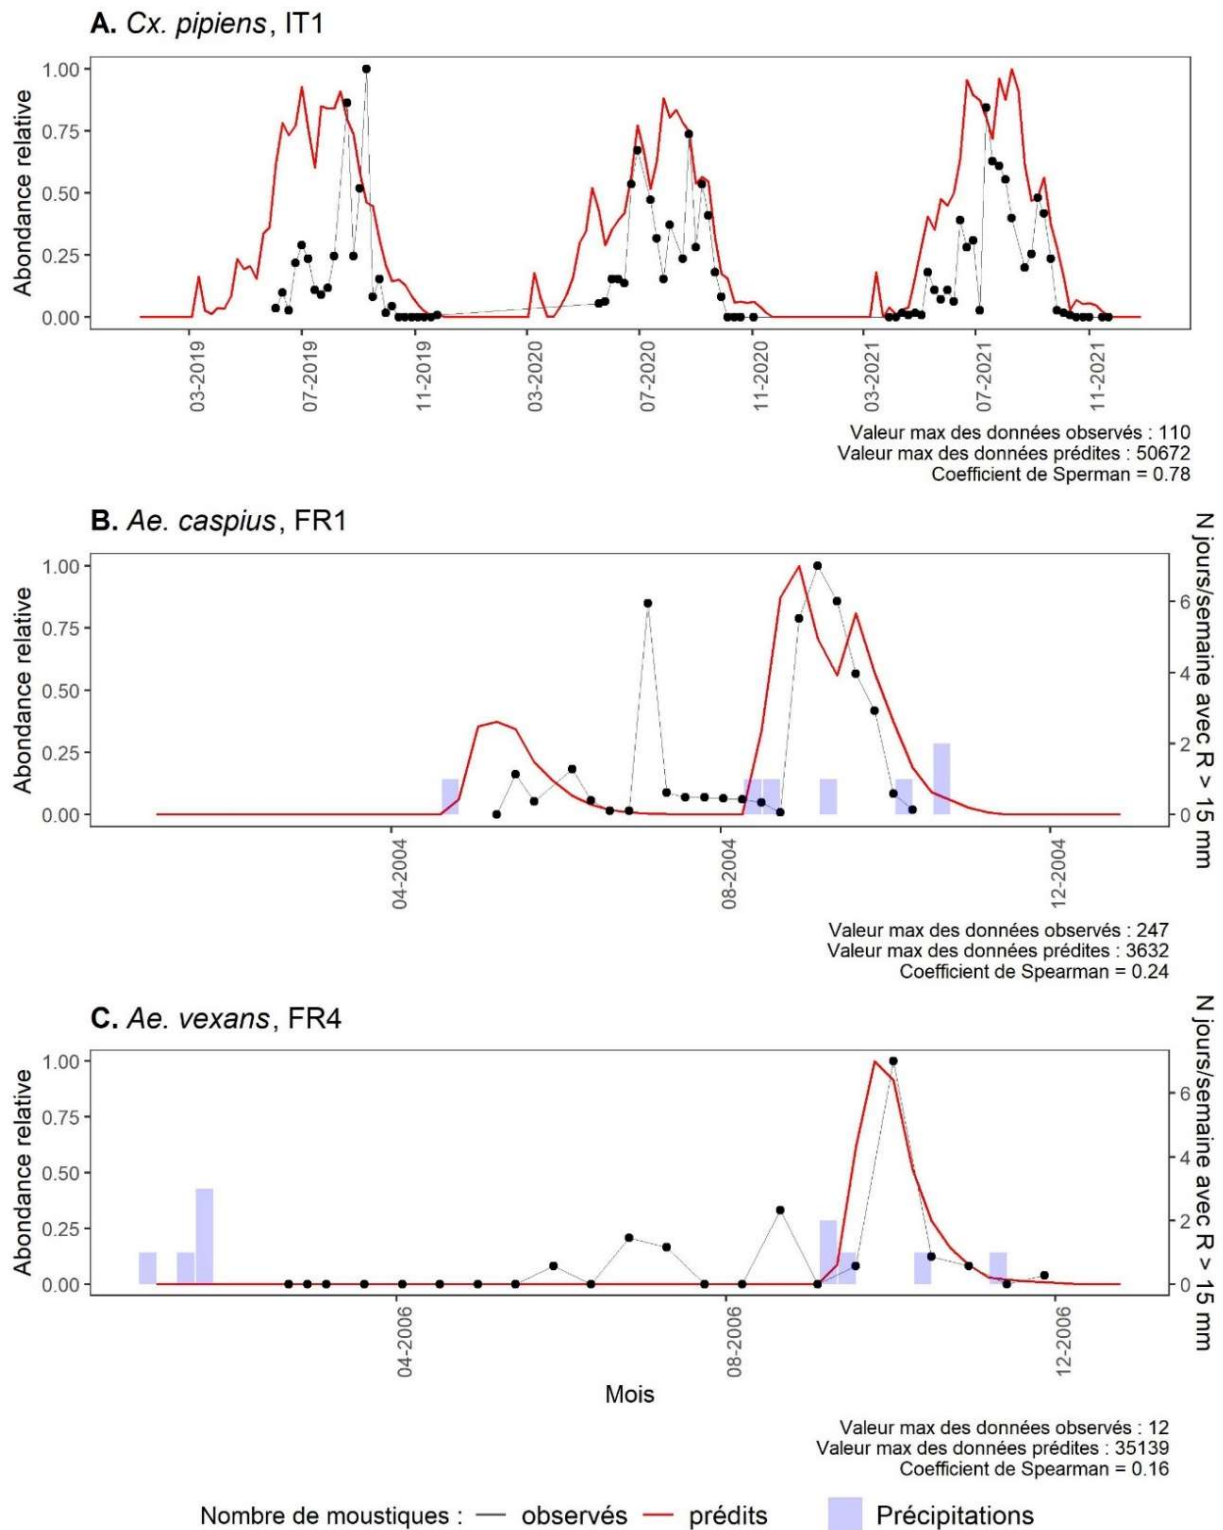 A. Cx. pipiens, IT1
Abondance relative
1.00
0.75
0.50
0.25
0.00
03-2019
07-2019
11-2019
03-2020
07-2020
11-2020
03-2021
07-2021
11-2021
Valeur max des données observés : 110
Valeur max des données prédites : 50672
Coefficient de Sperman = 0.78
B. Ae. caspius, FR1
Abondance relative
1.00
0.75
0.50
0.25
0.00
N jours/semaine avec R > 15 mm
6
4
2
0
04-2004
08-2004
12-2004
Valeur max des données observés : 247
Valeur max des données prédites : 3632
Coefficient de Spearman = 0.24
C. Ae. vexans, FR4
Abondance relative
1.00
0.75
0.50
0.25
0.00
N jours/semaine avec R > 15 mm
6
4
2
0
04-2006
08-2006
12-2006
Mois
Valeur max des données observés : 12
Valeur max des données prédites : 35139
Coefficient de Spearman = 0.16
Nombre de moustiques : observés prédits Précipitations